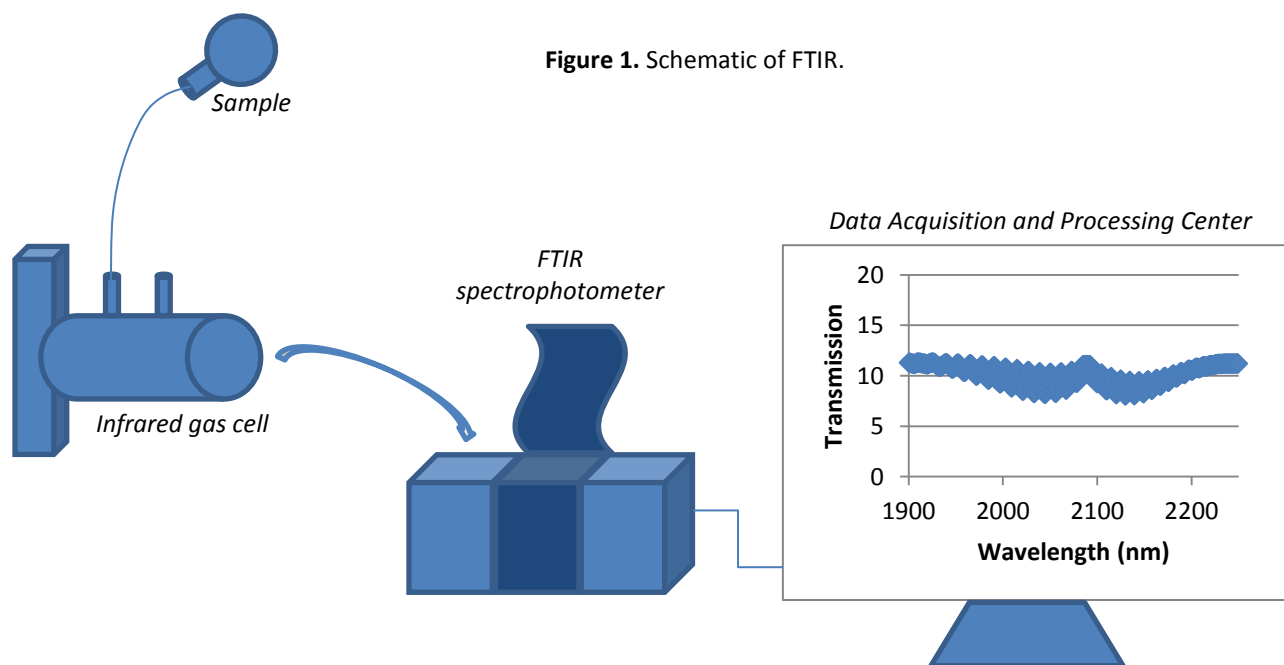 Figure 1. Schematic of FTIR.
Sample
Data Acquisition and Processing Center
FTIR
spectrophotometer
Infrared gas cell
Transmission
20
15
10
5
0
1900 2000 2100 2200
Wavelength (nm)